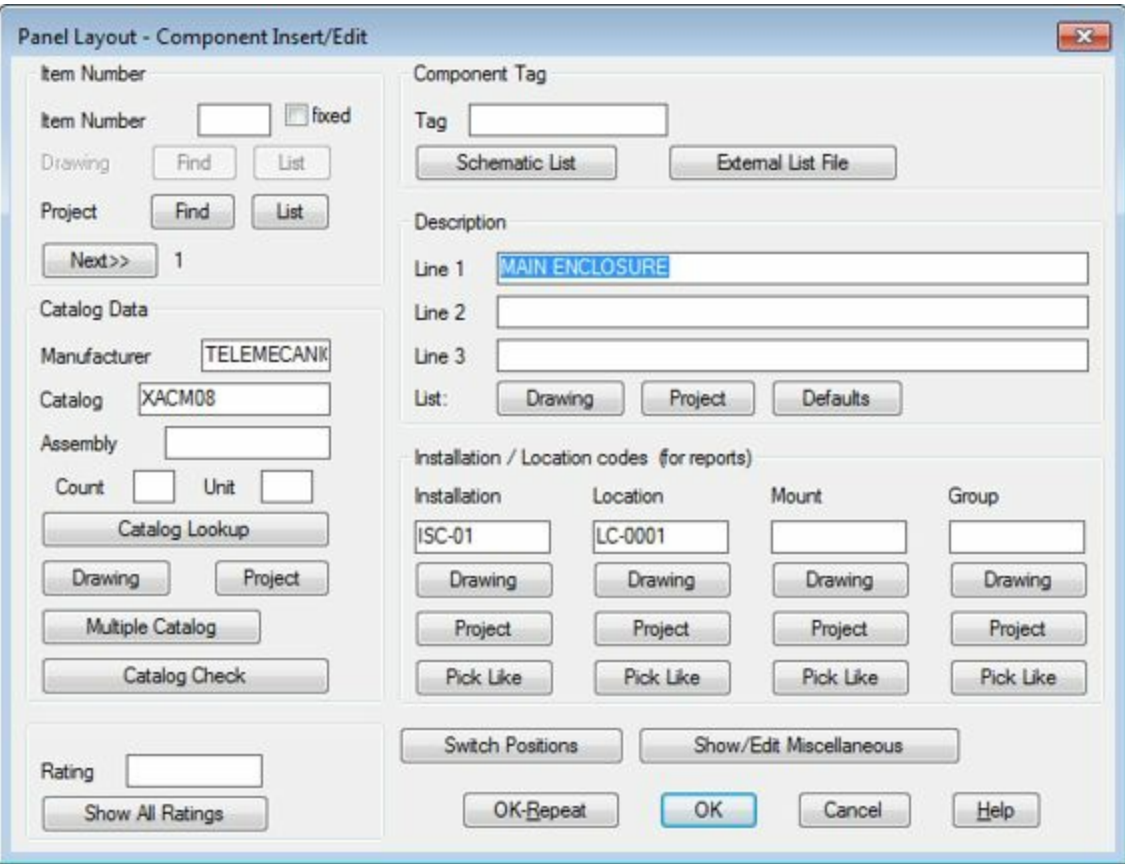 Panel Layout - Component Insert/Edit
Item Number
Item Number fixed
Drawing Find List
Project Find List
Next>> 1
Catalog Data
Manufacturer TELEMECANI
Catalog XACM08
Assembly
Count Unit
Catalog Lookup
Drawing Project
Multiple Catalog
Catalog Check
Rating
Show All Ratings
Component Tag
Tag
Schematic List External List File
Description
Line 1 MAIN ENCLOSURE
Line 2
Line 3
List: Drawing Project Defaults
Installation / Location codes (for reports)
Installation Location Mount Group
ISC-01 LC-0001
Drawing Drawing Drawing Drawing
Project Project Project Project
Pick Like Pick Like Pick Like Pick Like
Switch Positions Show/Edit Miscellaneous
OK-Repeat OK Cancel Help